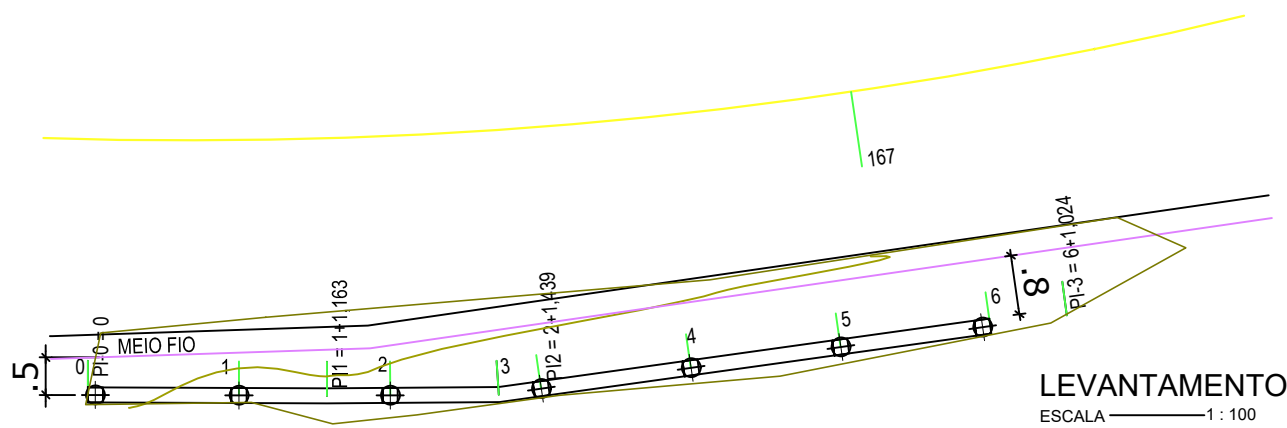 167
PI-3 = 6+1,024
.8
6
5
4
PI2 = 2+1,439
3
2
PI1 = 1+1.163
1
0
PI-0 0
MEIO FIO
.5
LEVANTAMENTO
ESCALA 1 : 100